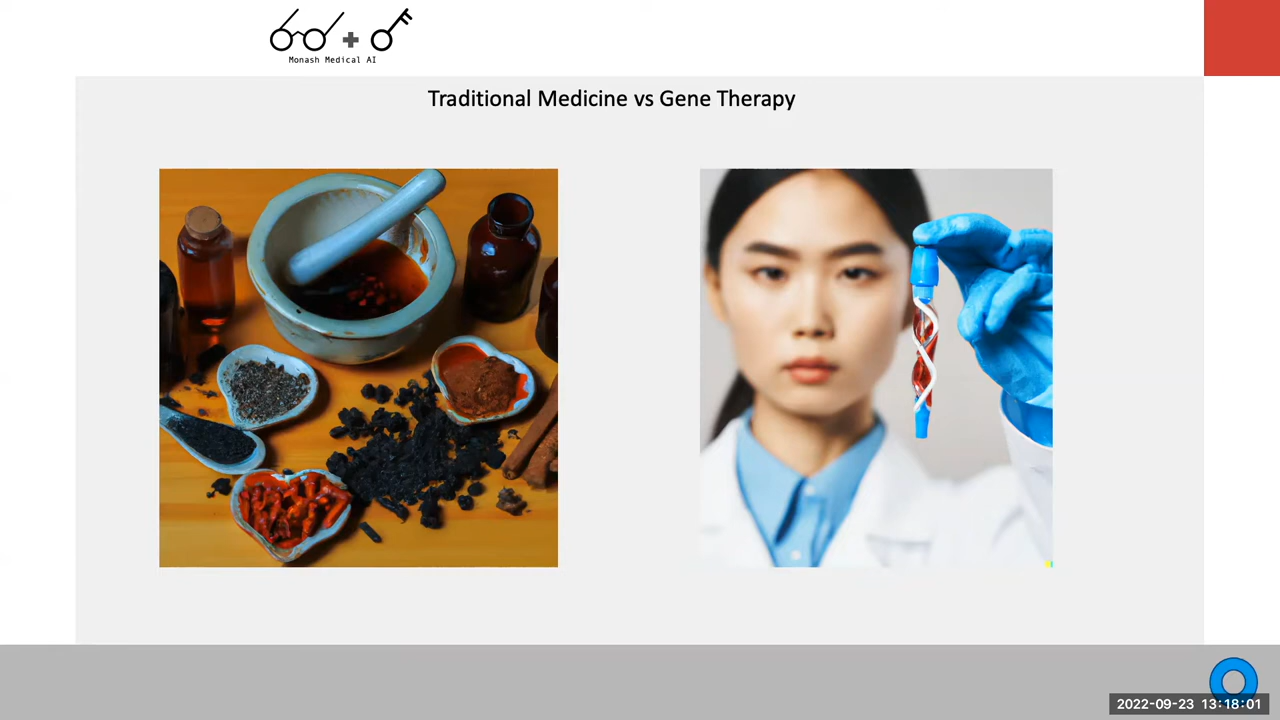 Monash Medical AI
Traditional Medicine vs Gene Therapy
2022-09-23 13:18:01